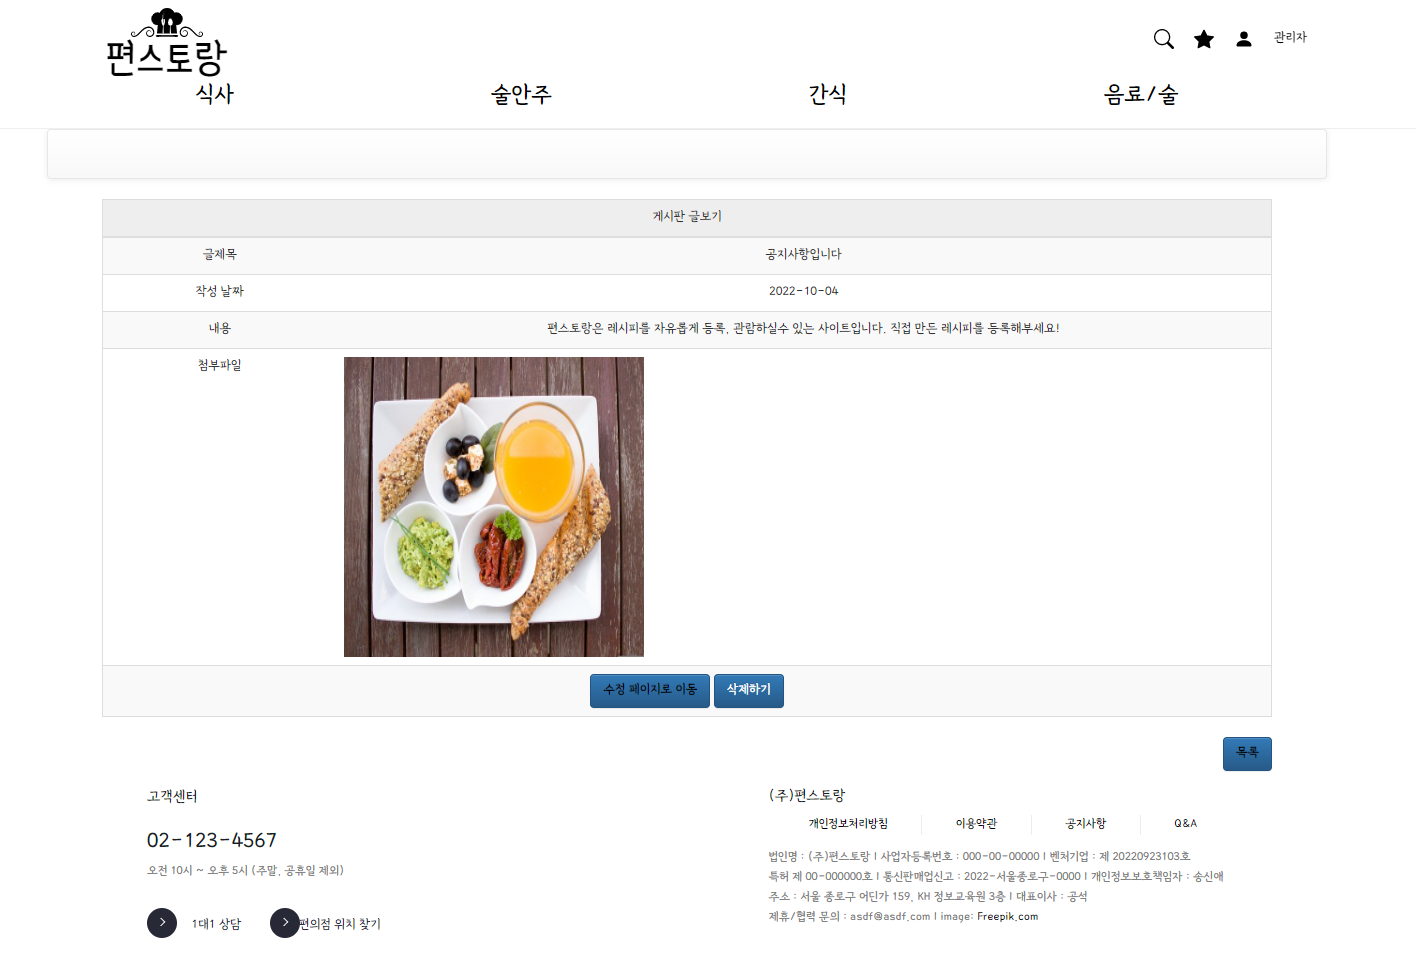 편스토랑
관리자
식사 술안주 간식 음료/술
게시판 글보기
글제목 공지사항입니다
작성 날짜 2022-10-04
내용 편스토랑은 레시피를 자유롭게 등록, 관람하실수 있는 사이트입니다. 직접 만든 레시피를 등록해부세요!
첨부파일
수정 페이지로 이동 삭제하기
목록
고객센터
02-123-4567
오전 10시 ~ 오후 5시 (주말, 공휴일 제외)
1대1 상담 편의점 위치 찾기
(주)편스토랑
개인정보처리방침 이용약관 공지사항 Q&A
법인명 : (주)편스토랑 | 사업자등록번호 : 000-00-00000 | 벤처기업 : 제 20220923103호
특허 제 00-000000호 | 통신판매업신고 : 2022-서울종로구-0000 | 개인정보보호책임자 : 송신애
주소 : 서울 종로구 어딘가 159, KH 정보교육원 3층 | 대표이사 : 공석
제휴/협력 문의 : asdf@asdf.com | image: Freepik.com